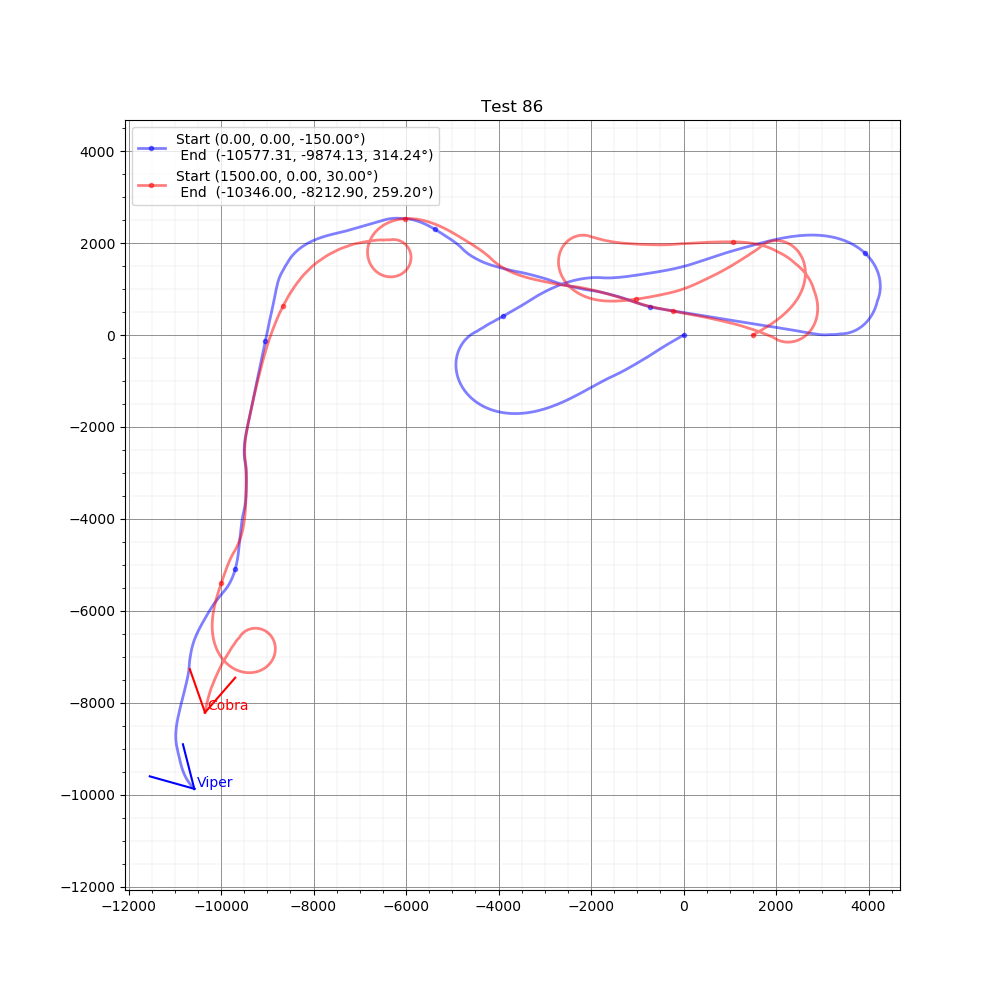 Test 86
Start (0.00, 0.00, -150.00°)
End (-10577.31, -9874.13, 314.24°)
Start (1500.00, 0.00, 30.00°)
End (-10346.00, -8212.90, 259.20°)
4000
2000
0
−2000
−4000
−6000
−8000
−10000
−12000
Cobra
Viper
−12000 −10000 −8000 −6000 −4000 −2000 0 2000 4000